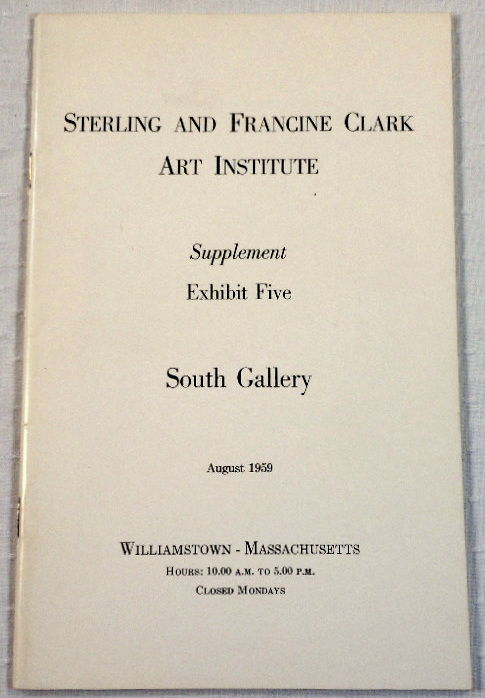 STERLING AND FRANCINE CLARK
ART INSTITUTE
Supplement
Exhibit Five
South Gallery
August 1959
WILLIAMSTOWN - MASSACHUSETTS
HOURS: 10.00 A.M. TO 5.00 P.M.
CLOSED MONDAYS